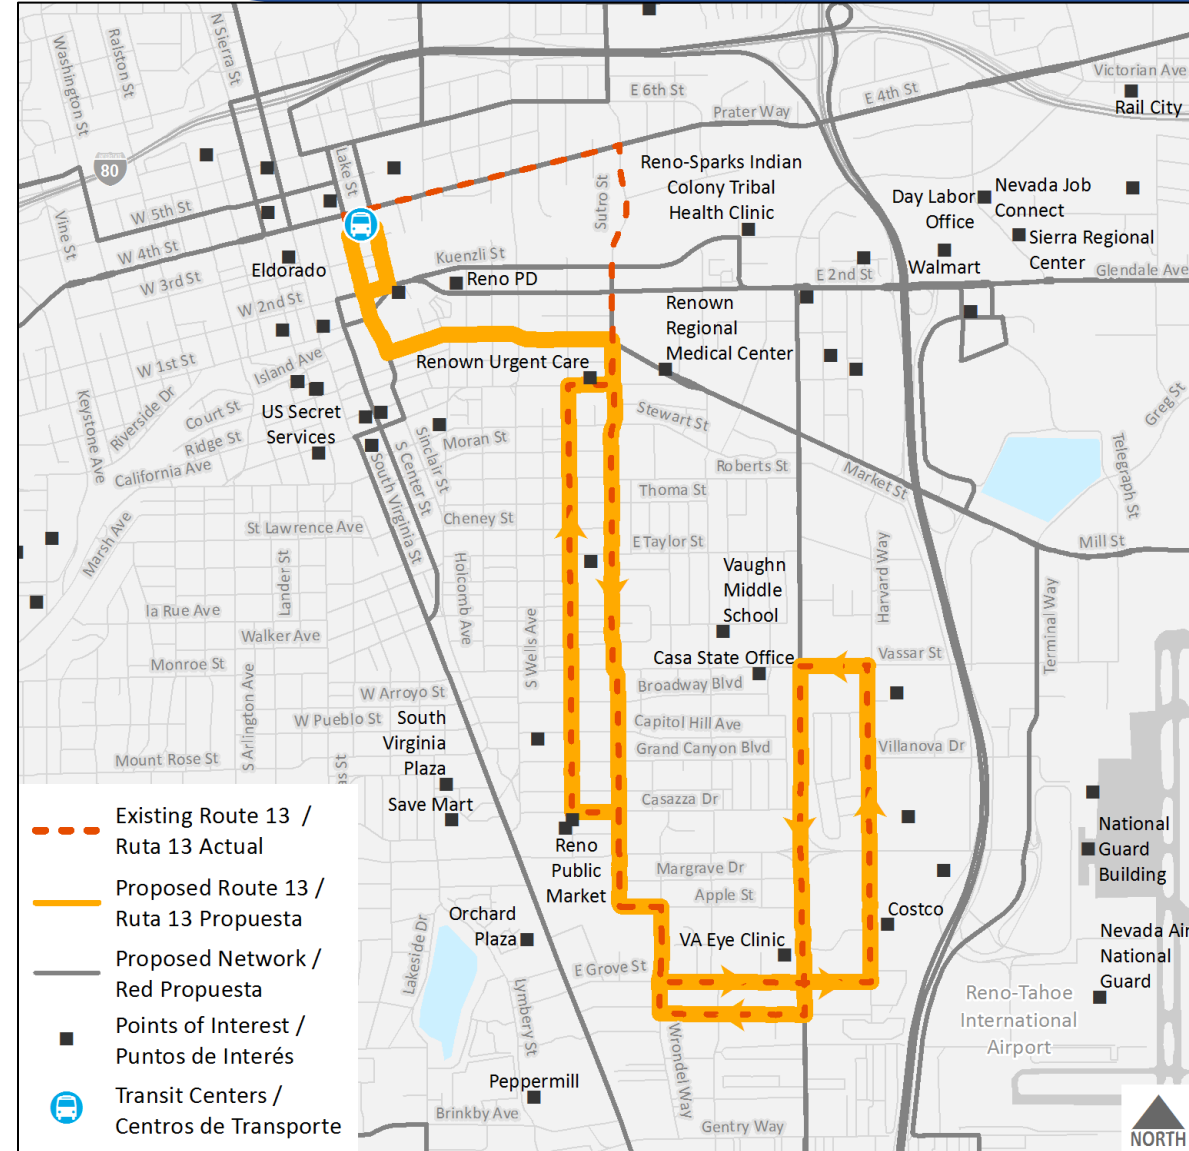 Washington St
Ralston St
N Sierra St
80
E 6th St
Prater Way
E 4th St
Victorian Ave
Rail City
Lake St
Sutro St
Reno-Sparks Indian
Colony Tribal
Health Clinic
Day Labor
Office
Nevada Job
Connect
Sierra Regional
Center
Walmart
Glendale Ave
Vine St
W 5th St
W 4th St
W 3rd St
W 2nd St
W 1st St
Eldorado
Kuenzli St
Reno PD
E 2nd St
Renown
Regional
Medical Center
Renown Urgent Care
Island Ave
Riverside Dr
Court St
Ridge St
California Ave
Keystone Ave
US Secret
Services
Sinclair St
S Center St
South Virginia St
Moran St
Stewart St
Roberts St
Market St
Greg St
Telegraph St
Mill St
Thoma St
Cheney St
E Taylor St
St Lawrence Ave
Marsh Ave
Lander St
Holcomb Ave
S Wells Ave
Vaughn
Middle
School
Harvard Way
Terminal Way
la Rue Ave
Walker Ave
Monroe St
S Arlington Ave
W Arroyo St
W Pueblo St
Mount Rose St
as St
Casa State Office
Vassar St
Broadway Blvd
Capitol Hill Ave
Grand Canyon Blvd
Villanova Dr
South
Virginia
Plaza
Save Mart
Casazza Dr
Reno
Public
Market
Margrave Dr
Apple St
National
Guard
Building
Costco
VA Eye Clinic
Nevada Air
National
Guard
Orchard
Plaza
Lakeside Dr
Lymbery St
E Grove St
Wrondel Way
Reno-Tahoe
International
Airport
Peppermill
Brinkby Ave
Gentry Way
NORTH
Existing Route 13 /
Ruta 13 Actual
Proposed Route 13 /
Ruta 13 Propuesta
Proposed Network /
Red Propuesta
Points of Interest /
Puntos de Interés
Transit Centers /
Centros de Transporte